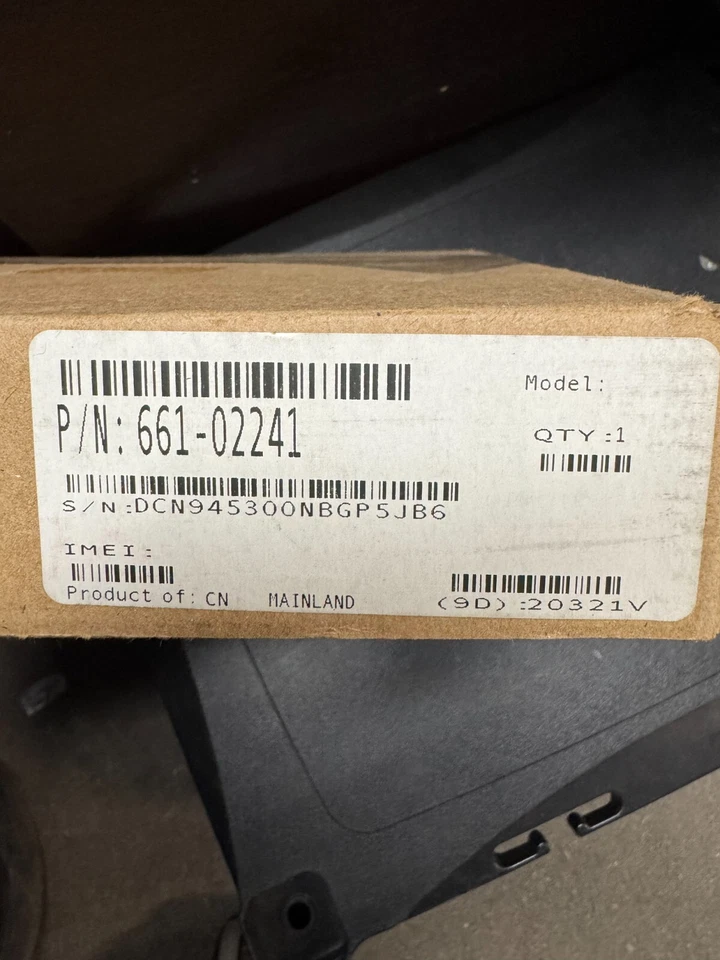 P/N: 661-02241
Model:
QTY :1
S/N :DCN945300NBGP5JB6
IMEI :
Product of: CN MAINLAND
(9D) :20321V